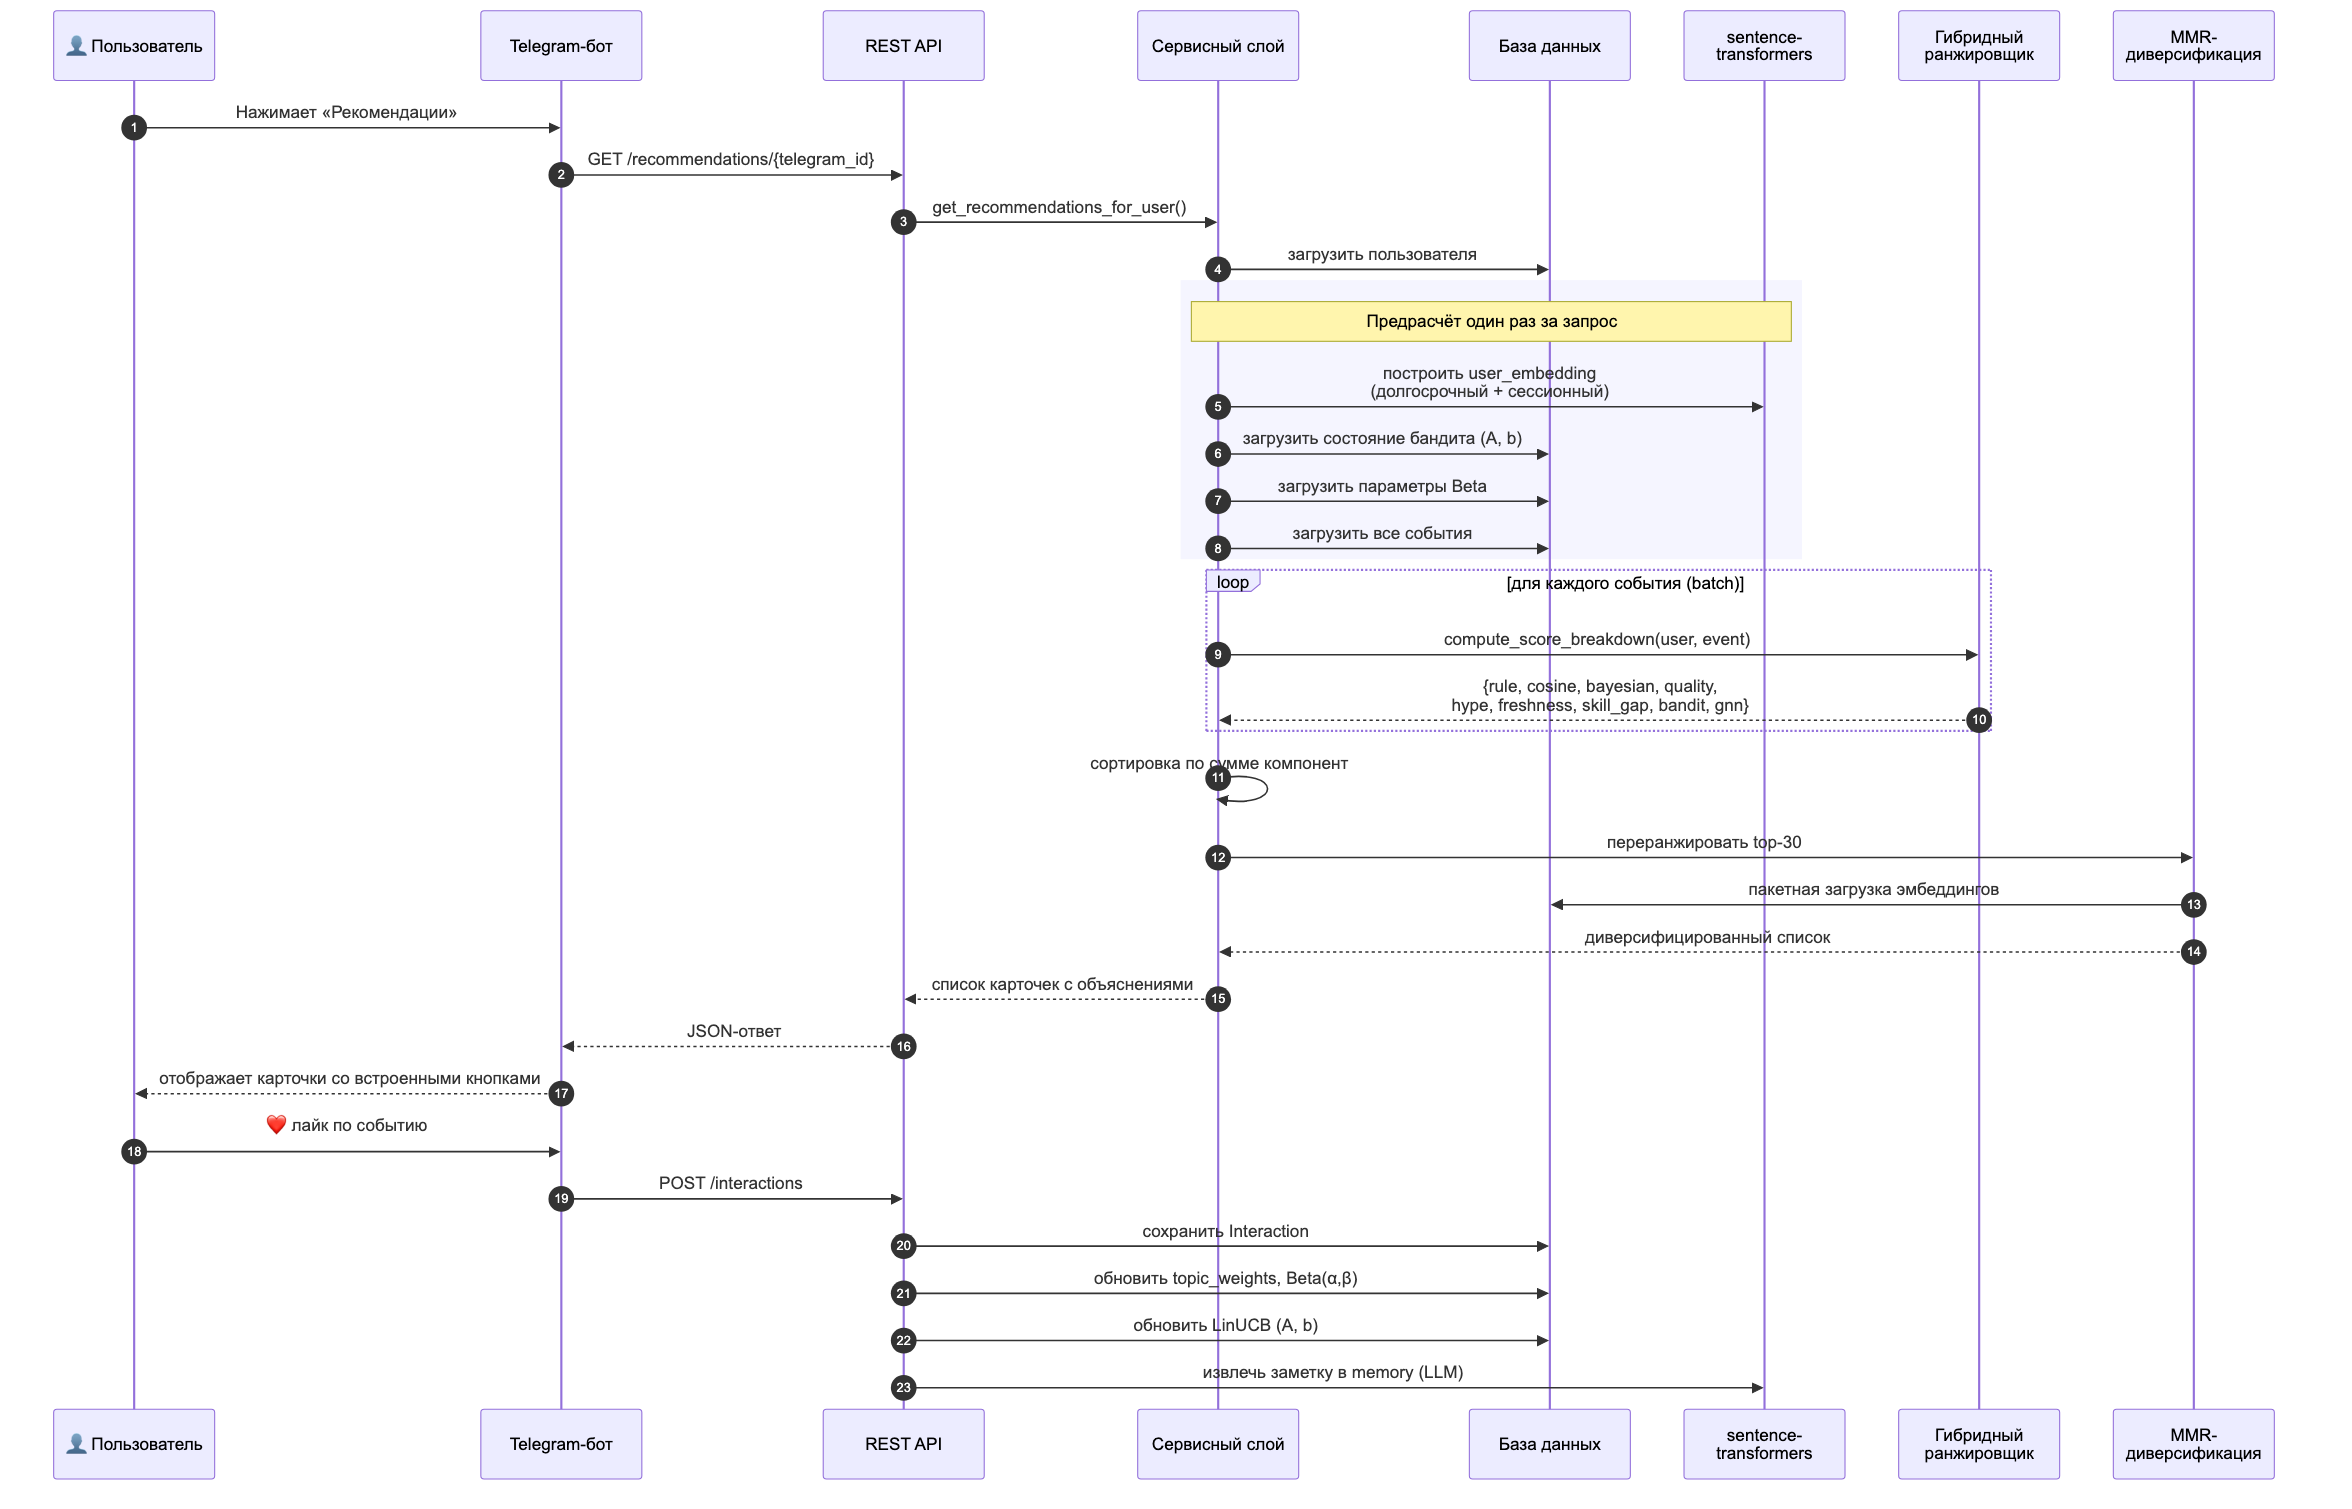 👤 Пользователь
Telegram-бот
REST API
Сервисный слой
База данных
sentence-
transformers
Гибридный
ранжировщик
MMR-
диверсификация
Нажимает «Рекомендации»
1
GET /recommendations/{telegram_id}
2
get_recommendations_for_user()
3
загрузить пользователя
4
Предрасчёт один раз за запрос
построить user_embedding
(долгосрочный + сессионный)
5
загрузить состояние бандита (A, b)
6
загрузить параметры Beta
7
загрузить все события
8
loop
[для каждого события (batch)]
compute_score_breakdown(user, event)
9
{rule, cosine, bayesian, quality,
hype, freshness, skill_gap, bandit, gnn}
10
сортировка по сумме компонент
11
переранжировать top-30
12
пакетная загрузка эмбеддингов
13
диверсифицированный список
14
список карточек с объяснениями
15
JSON-ответ
16
отображает карточки со встроенными кнопками
17
❤️ лайк по событию
18
POST /interactions
19
сохранить Interaction
20
обновить topic_weights, Beta(α,β)
21
обновить LinUCB (A, b)
22
извлечь заметку в memory (LLM)
23
👤 Пользователь
Telegram-бот
REST API
Сервисный слой
База данных
sentence-
transformers
Гибридный
ранжировщик
MMR-
диверсификация